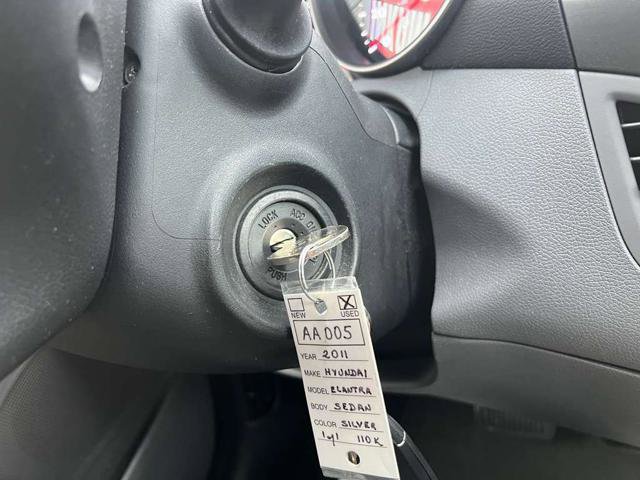 LOCK ACC
PUSH
NEW USED
AA005
YEAR 2011
MAKE HYUNDAI
MODEL ELANTRA
BODY SEDAN
COLOR SILVER
110K